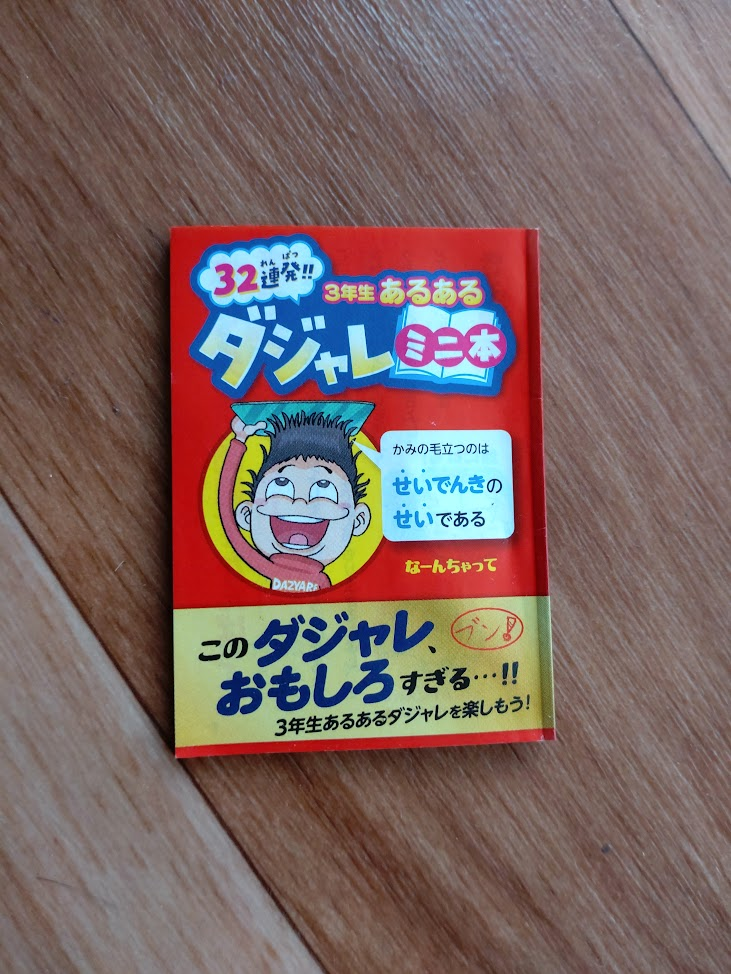 32連発!!
れんぱつ
3年生あるある
ダジャレ
ミニ本
かみの毛立つのは
せいでんきの
せいである
なーんちゃって
DAZYARE
このダジャレ、
ブン!
おもしろすぎる…!!
3年生あるあるダジャレを楽しもう!